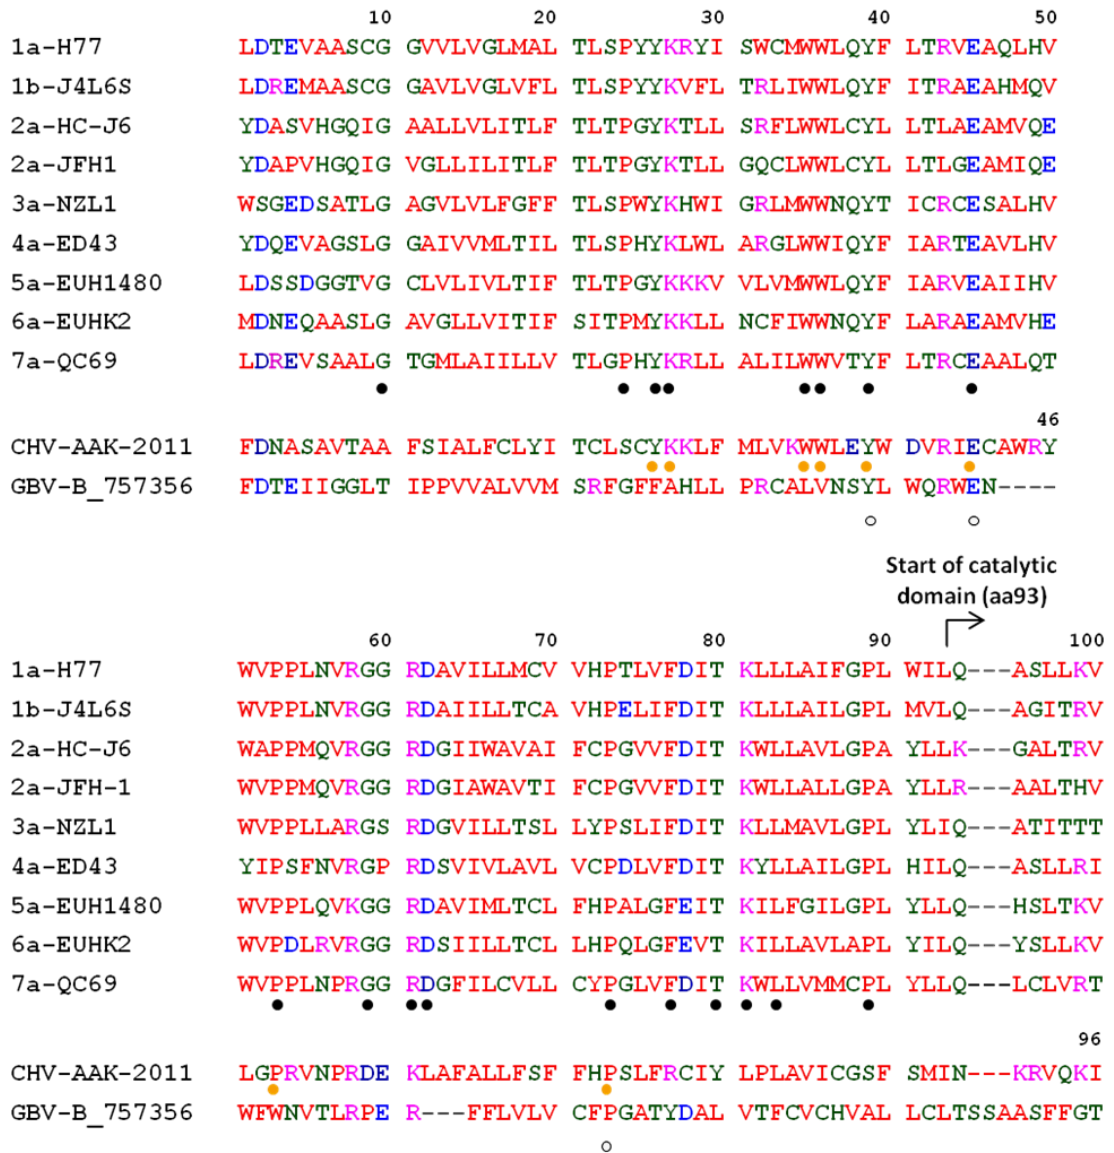 10 20 30 40 50
1a-H77 LDTEVAASCG GVVLVGLMAL TLSPYYKRYI SWCMWWLQYF LTRVEAQLHV
1b-J4L6S LDREMAASCG GAVLVGLVFL TLSPYYKVFL TRLIWWLQYF ITRAEAHMQV
2a-HC-J6 YDASVHGQIG AALLVLITLF TLTPGYKTLL SRFLWWLCYL LTLAEAMVQE
2a-JFH1 YDAPVHGQIG VGLLILITLF TLTPGYKTLL GQCLWWLCYL LTLGEAMIQE
3a-NZL1 WSGEDSATLG AGVLVLFGFF TLSPWYKHWI GRLMWWNQYT ICRCESALHV
4a-ED43 YDQEVAGSLG GAIVVMLTIL TLSPHYKLWL ARGLWWIQYF IARTEAVLHV
5a-EUH1480 LDSSDGGTVG CLVLIVLTIF TLTPGYKKKV VLVMWWLQYF IARVEAIIHV
6a-EUHK2 MDNEQAASLG AVGLLVITIF SITPMYKKLL NCFIWWNQYF LARAEAMVHE
7a-QC69 LDREVSAALG TGMLAIILLV TLGPHYKRLL ALILWWVTYF LTRCEAALQT
46
CHV-AAK-2011 FDNASAVTAA FSIALFCLYI TCLSCYKKLF MLVKWWLEYW DVRIECAWRY
GBV-B_757356 FDTEIIGGLT IPPVVALVVM SRFGFFAHLL PRCALVNSYL WQRWEN----
Start of catalytic
domain (aa93)
60 70 80 90 100
1a-H77 WVPPLNVRGG RDAVILLMCV VHPTLVFDIT KLLLAIFGPL WILQ---ASLLKV
1b-J4L6S WVPPLNVRGG RDAIILLTCA VHPELIFDIT KLLLAILGPL MVLQ---AGITRV
2a-HC-J6 WAPPMQVRGG RDGIIWAVAI FCPGVVFDIT KWLLAVLGPA YLLK---GALTRV
2a-JFH-1 WVPPMQVRGG RDGIAWAVTI FCPGVVFDIT KWLLALLGPA YLLR---AALTHV
3a-NZL1 WVPPLLARGS RDGVILLTSL LYPSLIFDIT KLLMAVLGPL YLIQ---ATITTT
4a-ED43 YIPSFNVRGP RDSVIVLAVL VCPDLVFDIT KYLLAILGPL HILQ---ASLLRI
5a-EUH1480 WVPPLQVKGG RDAVIMLTCL FHPALGFEIT KILFGILGPL YLLQ---HSLTKV
6a-EUHK2 WVPDLRVRGG RDSIILLTCL LHPQLGFEVT KILLAVLAPL YILQ---YSLLKV
7a-QC69 WVPPLNPRGG RDGFILCVLL CYPGLVFDIT KWLLVMMCPL YLLQ---LCLVRT
96
CHV-AAK-2011 LGPRVNPRDE KLAFALLFSF FHPSLFRCIY LPLAVICGSF SMIN---KRVQKI
GBV-B_757356 WFWNVTLRPE R---FFLVLV CFPGATYDAL VTFCVCHVAL LCLTSSAASFFGT